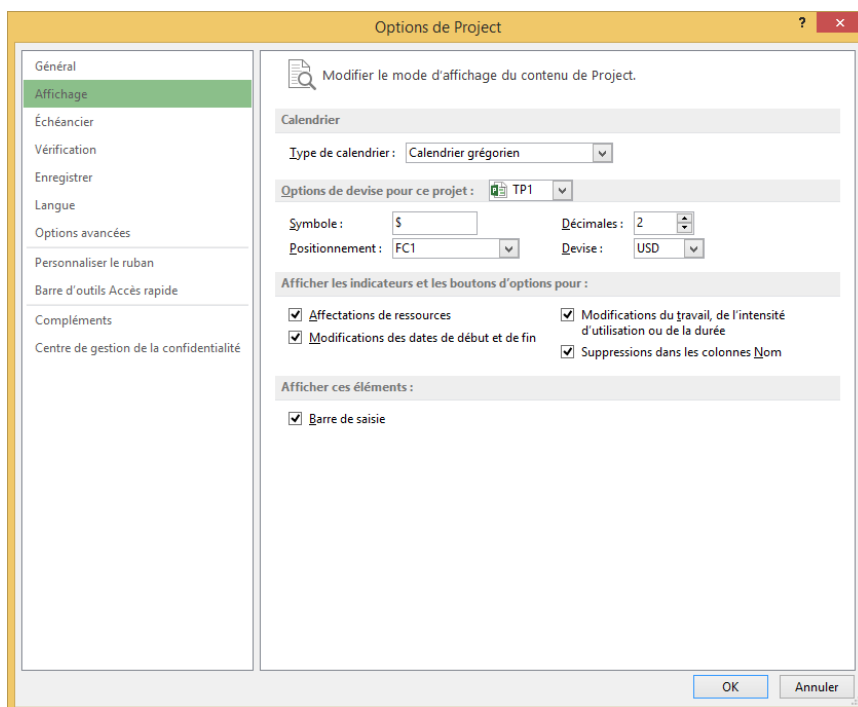 Options de Project
?
×
Général
Affichage
Échéancier
Vérification
Enregistrer
Langue
Options avancées
Personnaliser le ruban
Barre d'outils Accès rapide
Compléments
Centre de gestion de la confidentialité
Modifier le mode d'affichage du contenu de Project.
Calendrier
Type de calendrier : Calendrier grégorien
Options de devise pour ce projet : TP1
Symbole : $ Décimales : 2
Positionnement : FC1 Devise : USD
Afficher les indicateurs et les boutons d'options pour :
Affectations de ressources
Modifications des dates de début et de fin
Modifications du travail, de l'intensité
d'utilisation ou de la durée
Suppressions dans les colonnes Nom
Afficher ces éléments :
Barre de saisie
OK Annuler